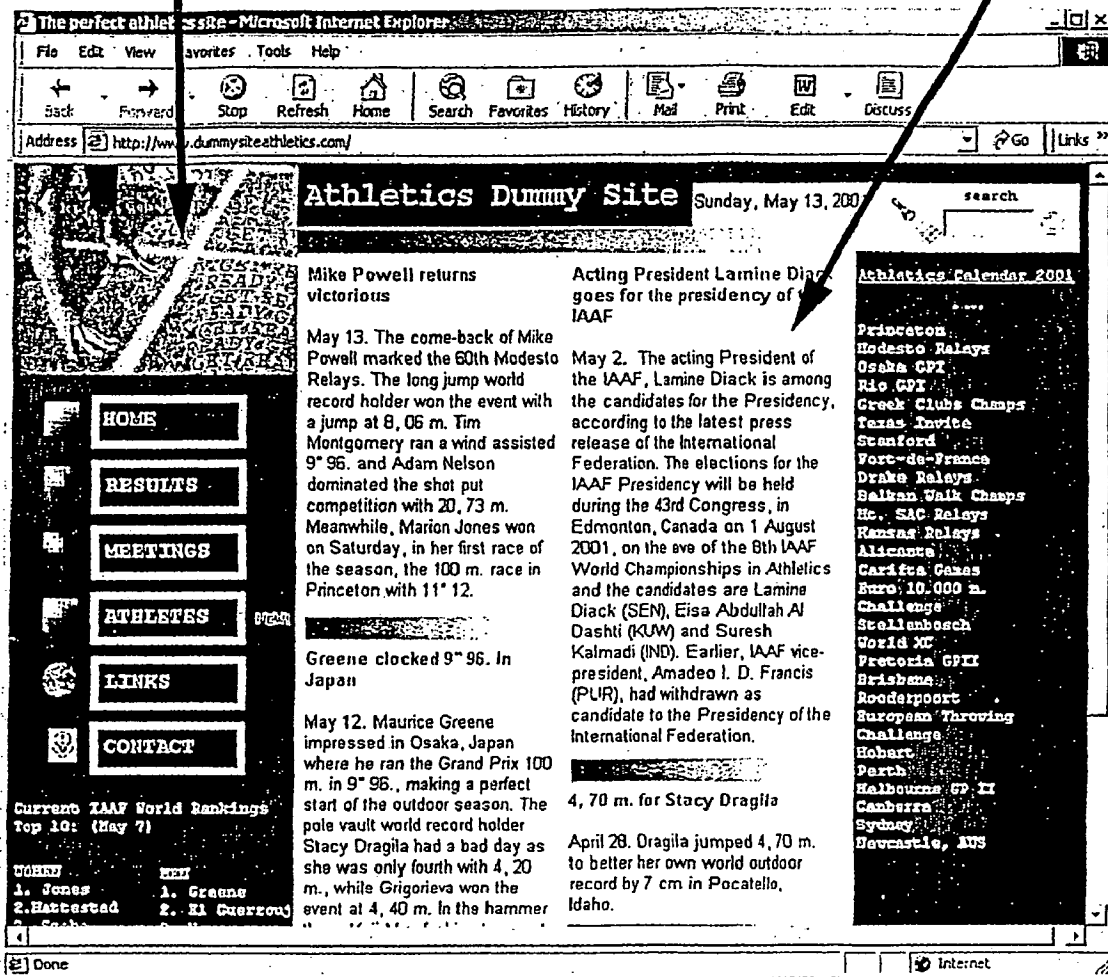 The perfect athletics site - Microsoft Internet Explorer
File Edit View Favorites Tools Help
Back Forward Stop Refresh Home Search Favorites History Mail Print Edit Discuss
Address http://www.dummysiteathletics.com/ Go Links »
Athletics Dummy Site
Sunday, May 13, 2001
search
HOME
RESULTS
MEETINGS
ATHLETES
LINKS
CONTACT
Current IAAF World Rankings
Top 10: (May 7)
WOMEN MEN
1. Jones 1. Greene
2.Hattestad 2. El Guerrouj
Mike Powell returns
victorious
May 13. The come-back of Mike
Powell marked the 60th Modesto
Relays. The long jump world
record holder won the event with
a jump at 8, 06 m. Tim
Montgomery ran a wind assisted
9" 96. and Adam Nelson
dominated the shot put
competition with 20, 73 m.
Meanwhile, Marion Jones won
on Saturday, in her first race of
the season, the 100 m. race in
Princeton with 11" 12.
Greene clocked 9" 96. In
Japan
May 12. Maurice Greene
impressed in Osaka, Japan
where he ran the Grand Prix 100
m. in 9" 96., making a perfect
start of the outdoor season. The
pole vault world record holder
Stacy Dragila had a bad day as
she was only fourth with 4, 20
m., while Grigorieva won the
event at 4, 40 m. In the hammer
Acting President Lamine Diack
goes for the presidency of
IAAF
May 2. The acting President of
the IAAF, Lamine Diack is among
the candidates for the Presidency,
according to the latest press
release of the International
Federation. The elections for the
IAAF Presidency will be held
during the 43rd Congress, in
Edmonton, Canada on 1 August
2001, on the eve of the 8th IAAF
World Championships in Athletics
and the candidates are Lamine
Diack (SEN), Eisa Abdullah Al
Dashti (KUW) and Suresh
Kalmadi (IND). Earlier, IAAF vice-
president, Amadeo I. D. Francis
(PUR), had withdrawn as
candidate to the Presidency of the
International Federation.
4, 70 m. for Stacy Dragila
April 28. Dragila jumped 4, 70 m.
to better her own world outdoor
record by 7 cm in Pocatello,
Idaho.
Athletics Calendar 2001
Princeton
Modesto Relays
Osaka GPI
Rio GPI
Greek Clubs Champs
Texas Invite
Stanford
Fort-de-France
Drake Relays
Balkan Walk Champs
Mt. SAC Relays
Kansas Relays
Alicante
Carifta Games
Euro 10.000 m.
Challenge
Stellenbosch
World XC
Pretoria GPII
Brisbane
Rooderpoort
European Throwing
Challenge
Hobart
Perth
Melbourne GP II
Canberra
Sydney
Newcastle, AUS
Done
Internet